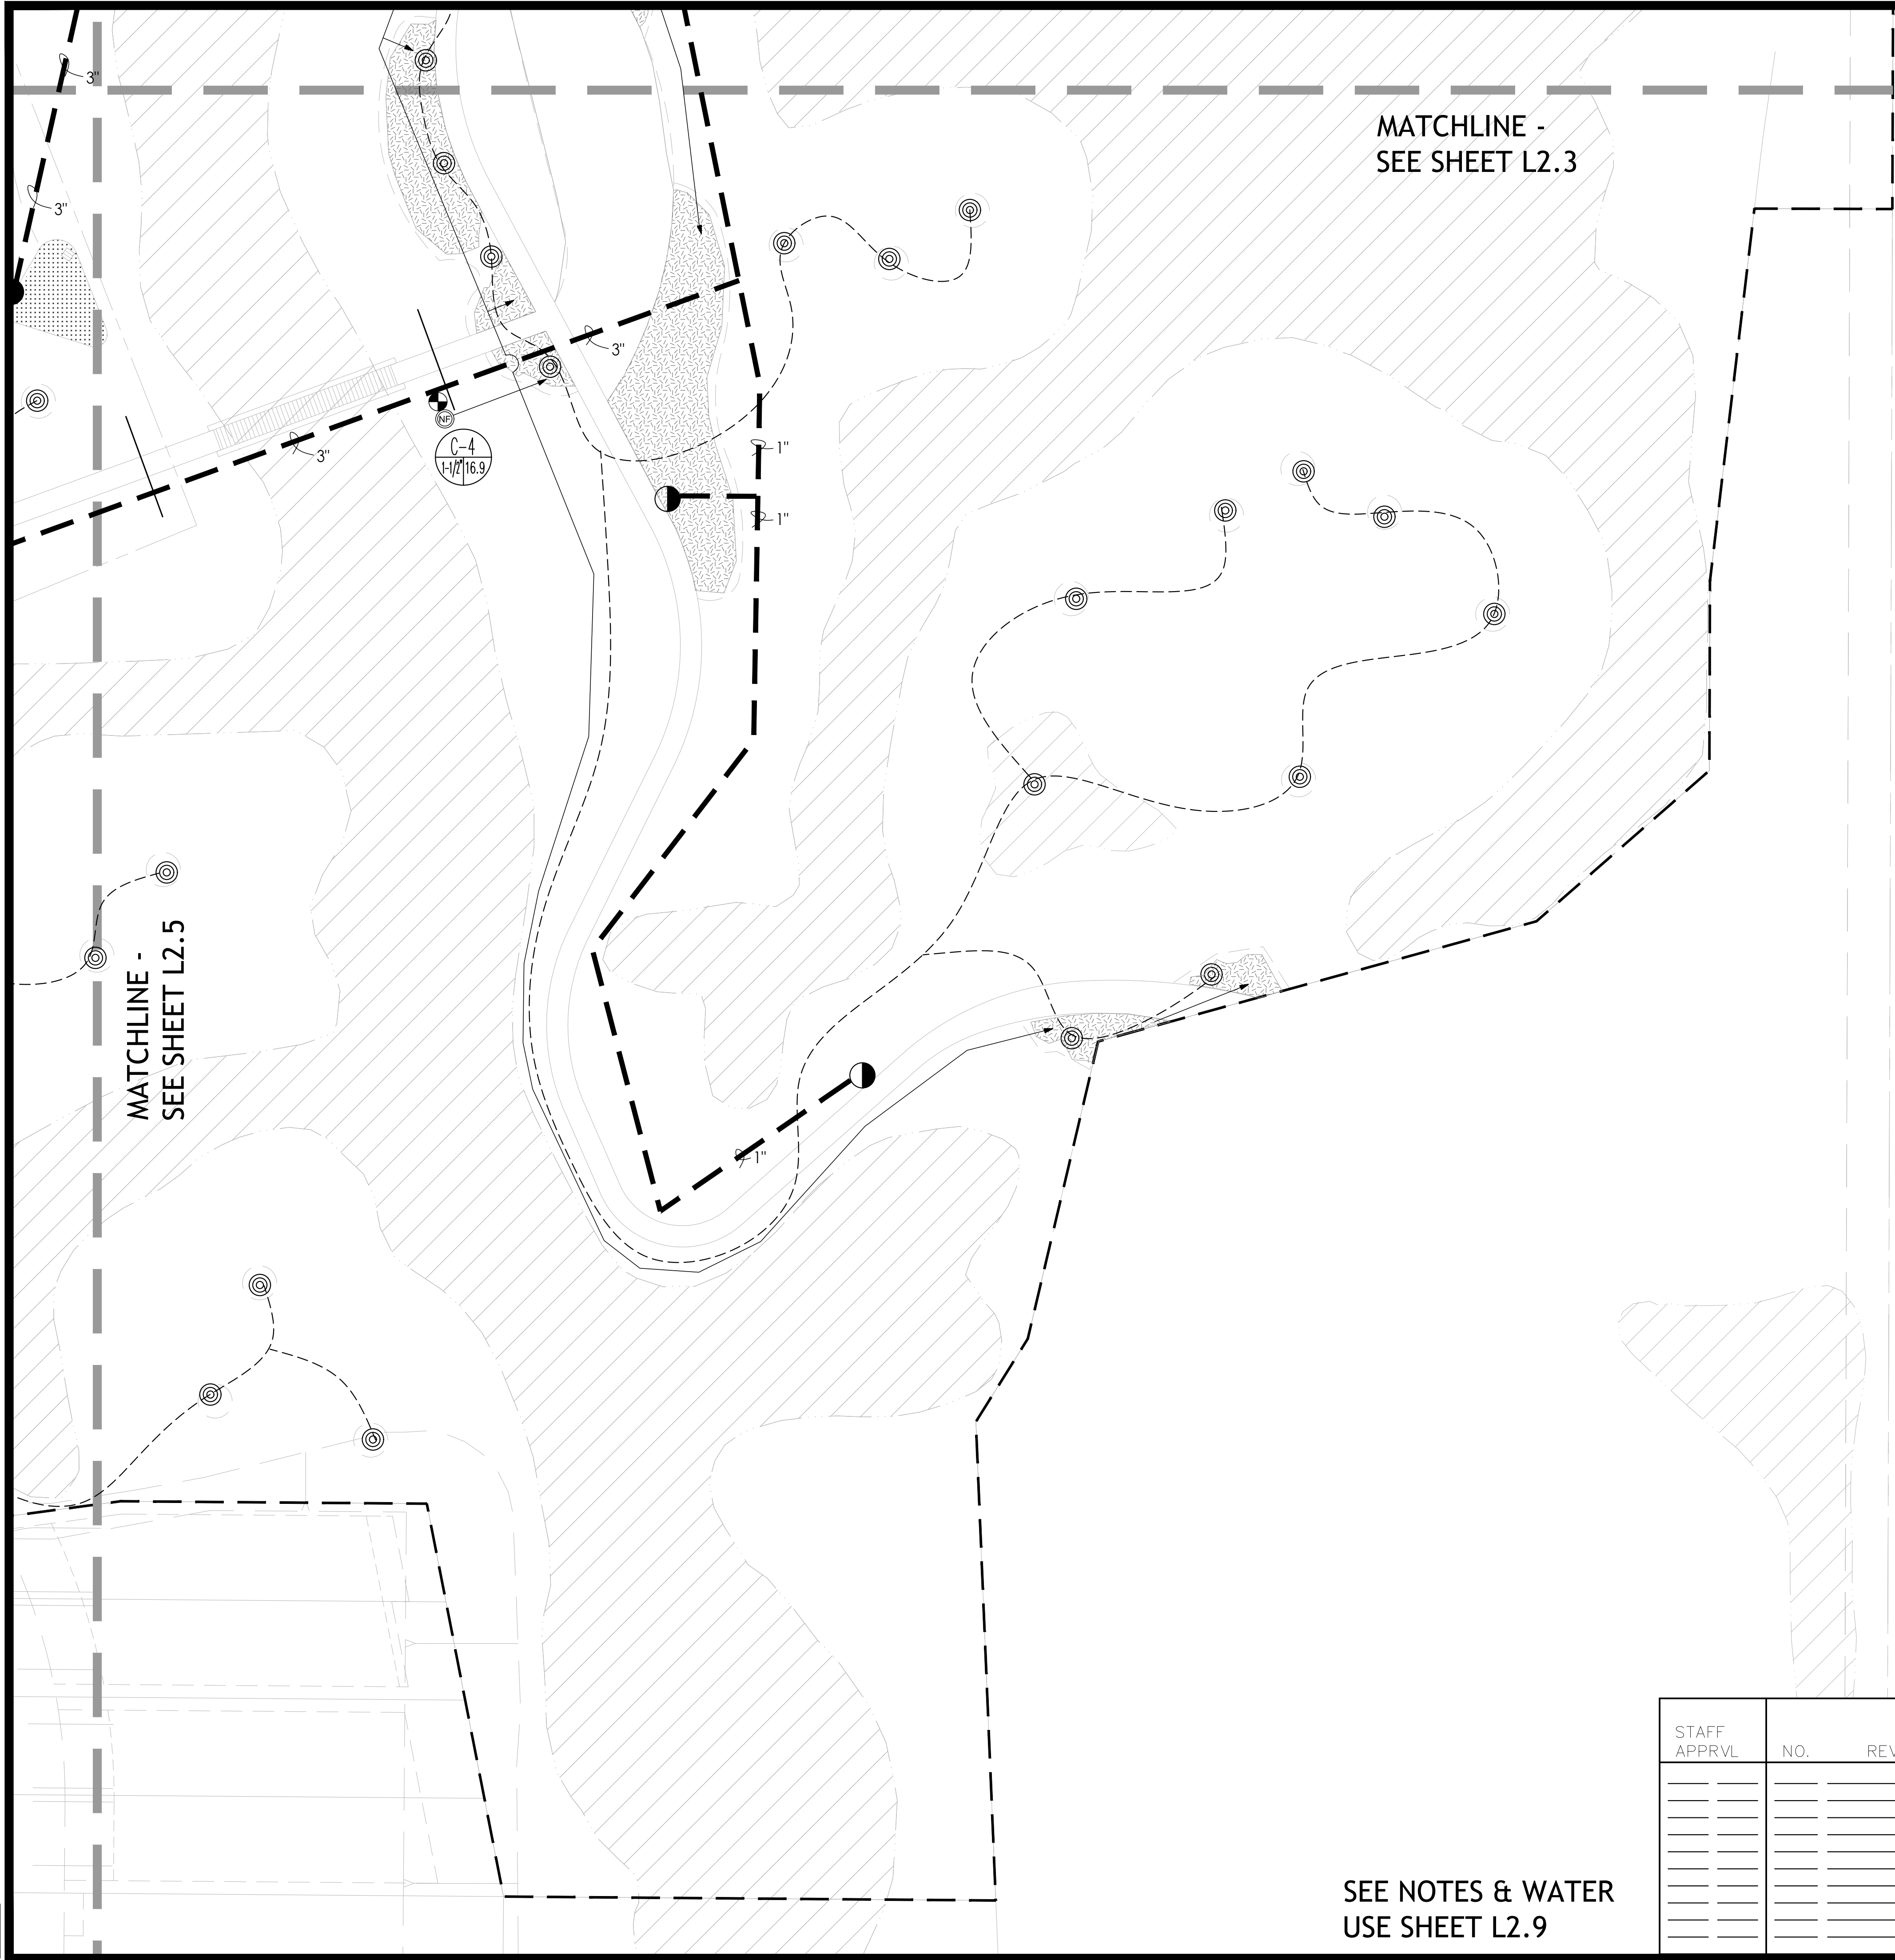 3"
MATCHLINE -
SEE SHEET L2.3
3"
3"
3"
NF
C-4
1-1/2" 16.9
1"
1"
MATCHLINE -
SEE SHEET L2.5
1"
STAFF
APPRVL
NO.
REV
SEE NOTES & WATER
USE SHEET L2.9